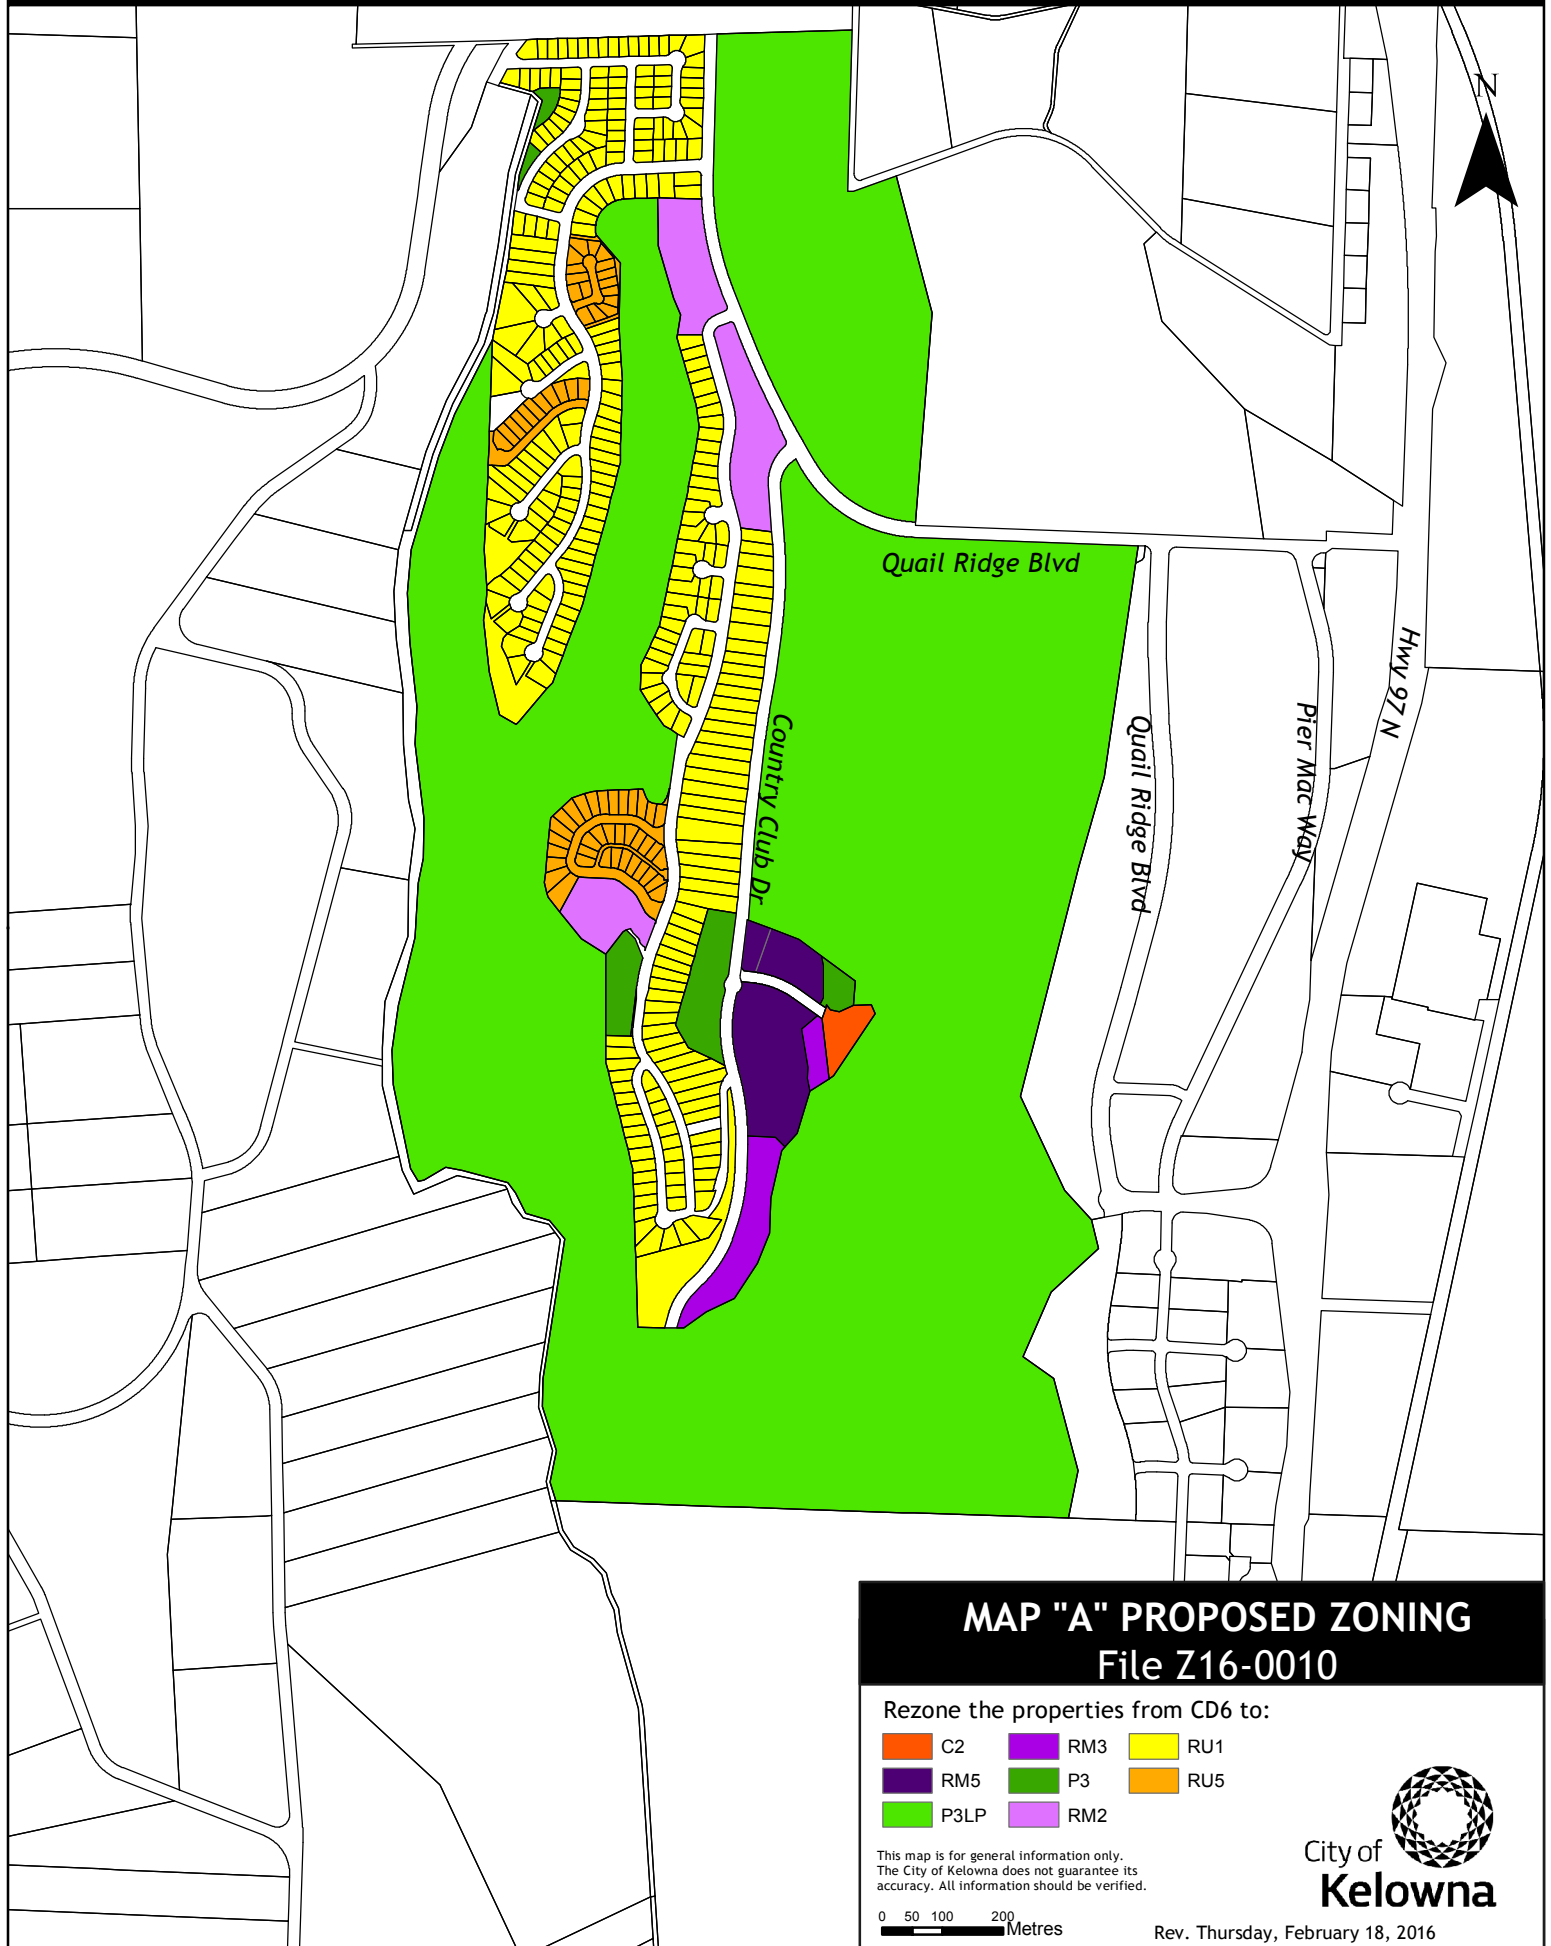 N
Quail Ridge Blvd
Hwy 97 N
Pier Mac Way
Quail Ridge Blvd
Country Club Dr
MAP "A" PROPOSED ZONING
File Z16-0010
Rezone the properties from CD6 to:
C2
RM3
RU1
RM5
P3
RU5
P3LP
RM2
This map is for general information only.
The City of Kelowna does not guarantee its
accuracy. All information should be verified.
0 50 100 200 Metres
City of
Kelowna
Rev. Thursday, February 18, 2016